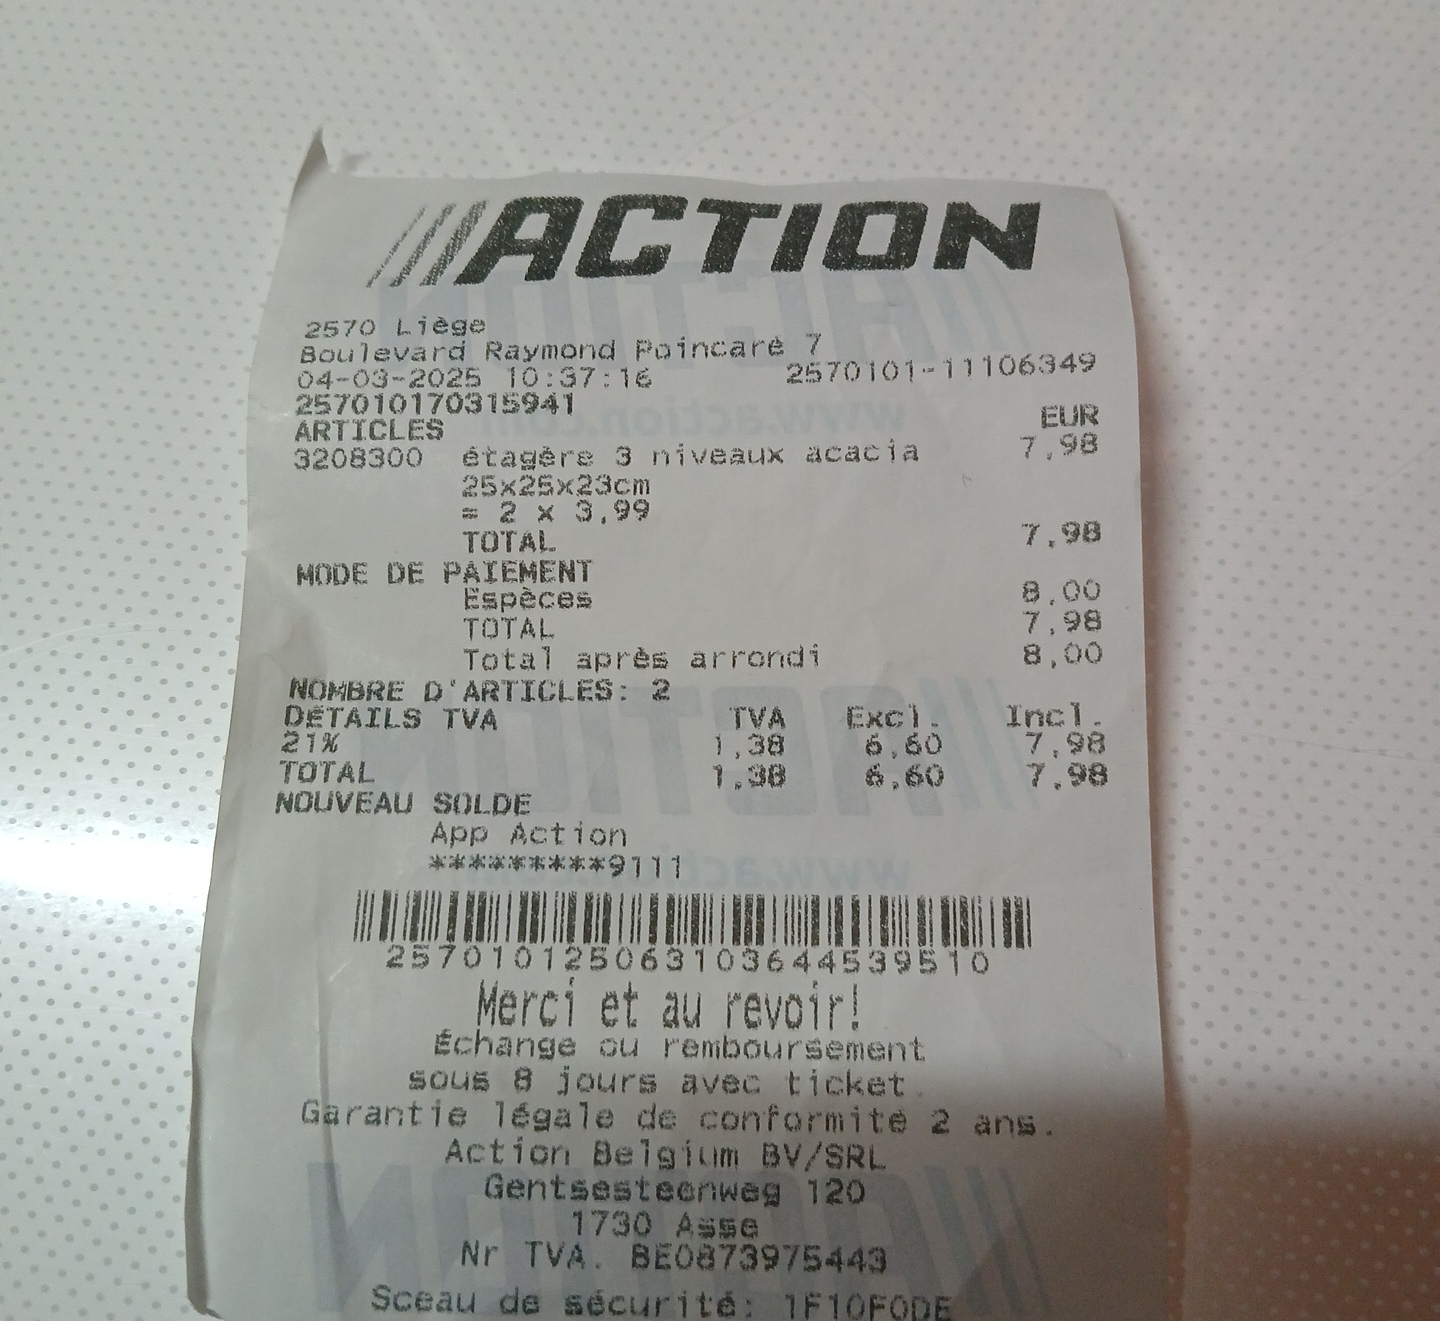 ACTION
2570 Liège
Boulevard Raymond Poincaré 7
04-03-2025 10:37:16 2570101-11106349
257010170315941
ARTICLES EUR
3208300 étagère 3 niveaux acacia 7,98
25x25x23cm
= 2 x 3,99
TOTAL 7,98
MODE DE PAIEMENT
Espèces 8,00
TOTAL 7,98
Total après arrondi 8,00
NOMBRE D'ARTICLES: 2
DÉTAILS TVA TVA Excl. Incl.
21% 1,38 6,60 7,98
TOTAL 1,38 6,60 7,98
NOUVEAU SOLDE
App Action
*********9111
257010125063103644539510
Merci et au revoir!
Échange ou remboursement
sous 8 jours avec ticket.
Garantie légale de conformité 2 ans.
Action Belgium BV/SRL
Gentsesteenweg 120
1730 Asse
Nr TVA. BE0873975443
Sceau de sécurité: 1F10F0DE